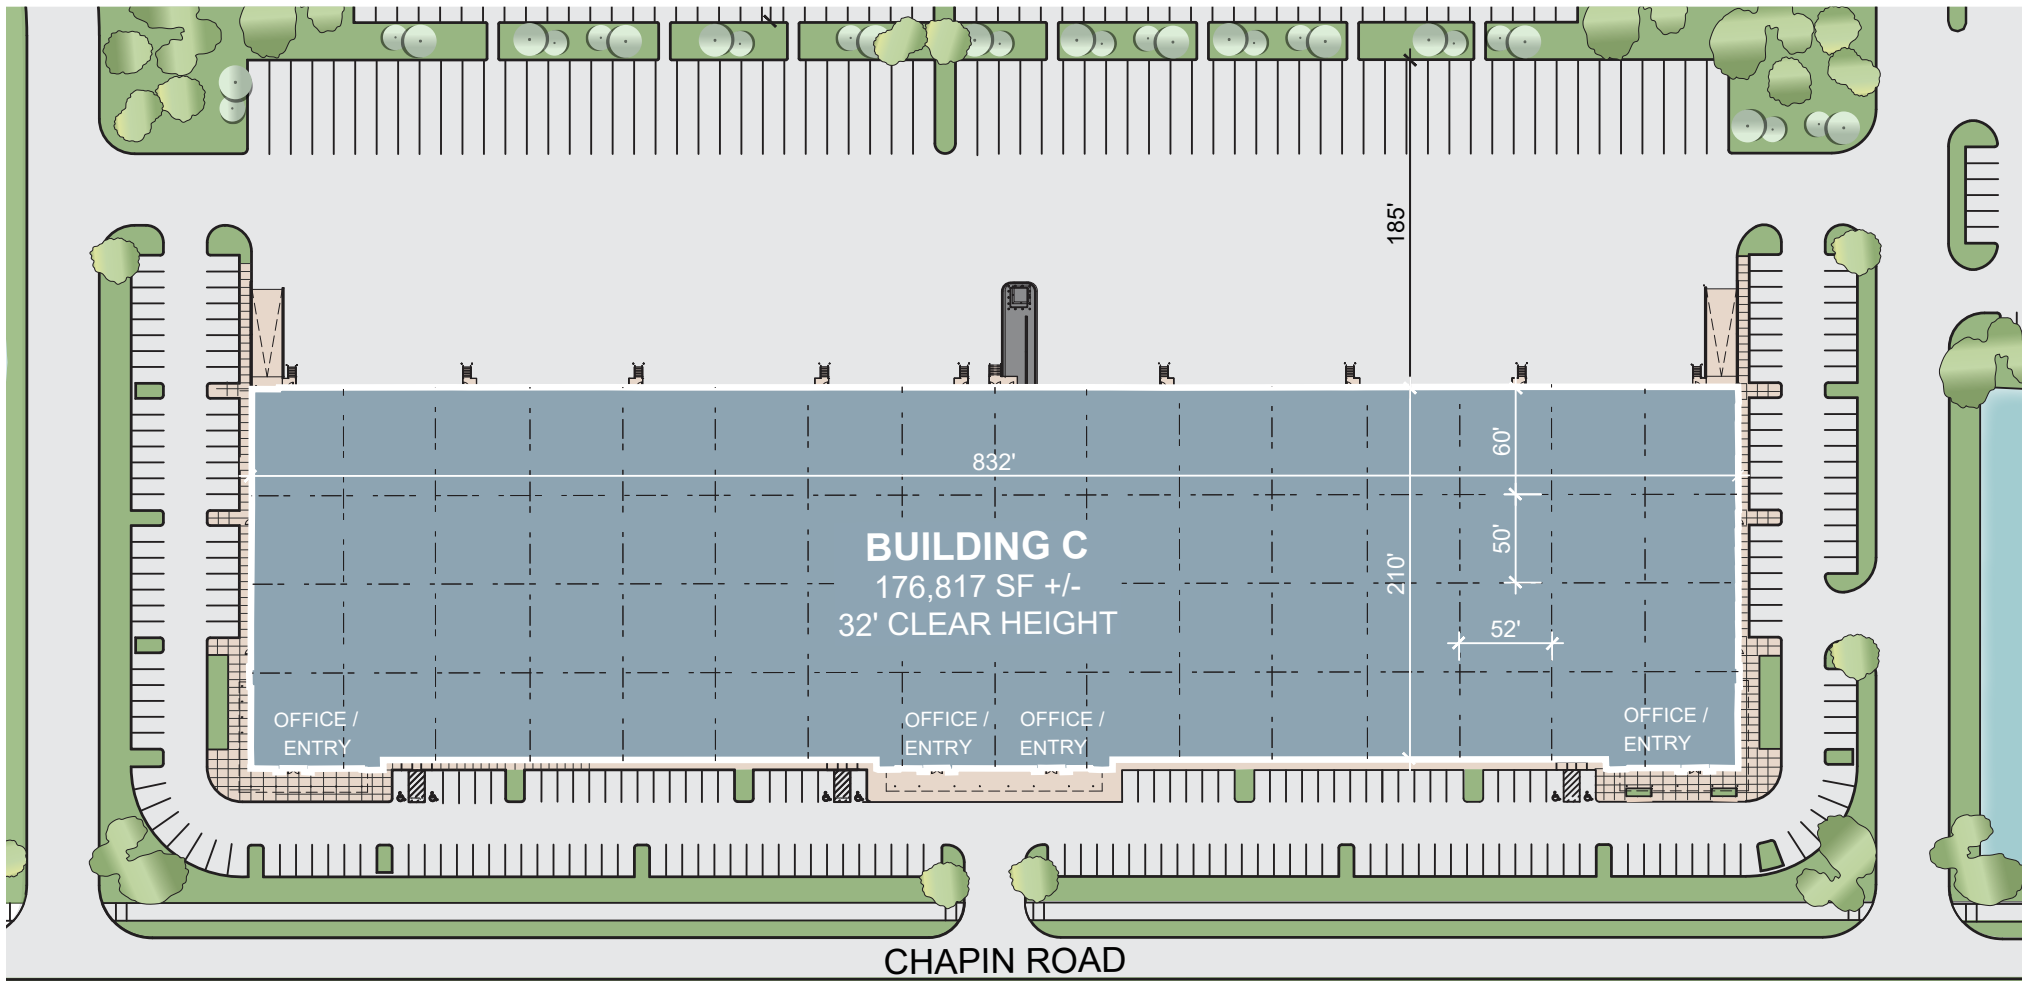 185'
832'
60'
50'
210'
52'
BUILDING C
176,817 SF +/-
32' CLEAR HEIGHT
OFFICE /
ENTRY
OFFICE /
ENTRY
OFFICE /
ENTRY
OFFICE /
ENTRY
CHAPIN ROAD